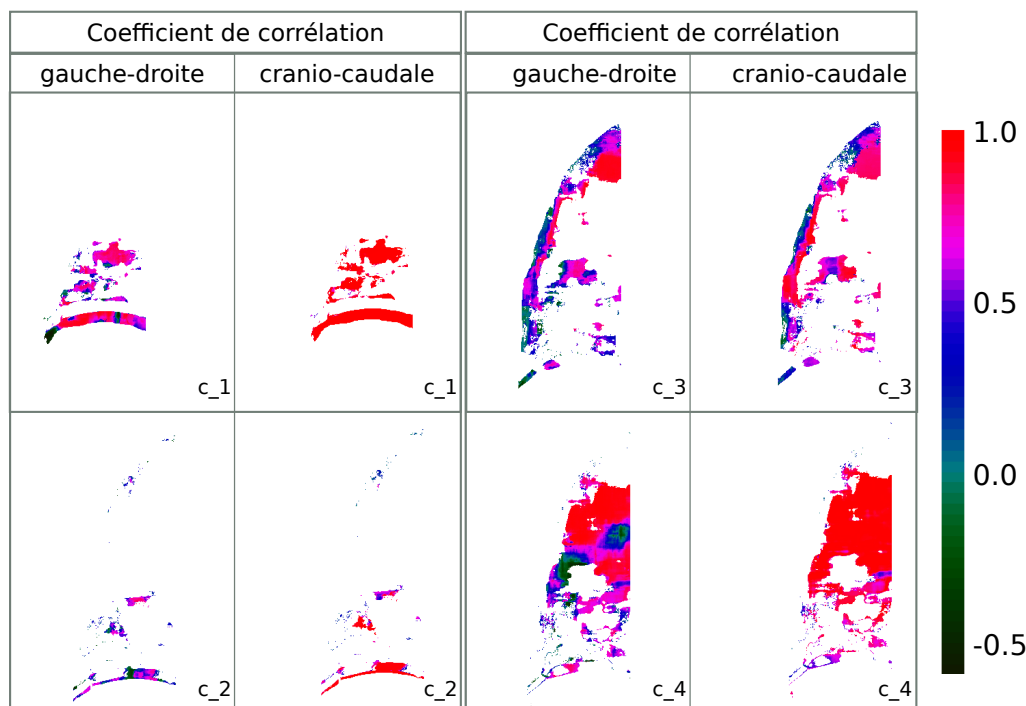 Coefficient de corrélation
Coefficient de corrélation
gauche-droite
cranio-caudale
gauche-droite
cranio-caudale
c_1
c_1
c_3
c_3
c_2
c_2
c_4
c_4
1.0
0.5
0.0
-0.5